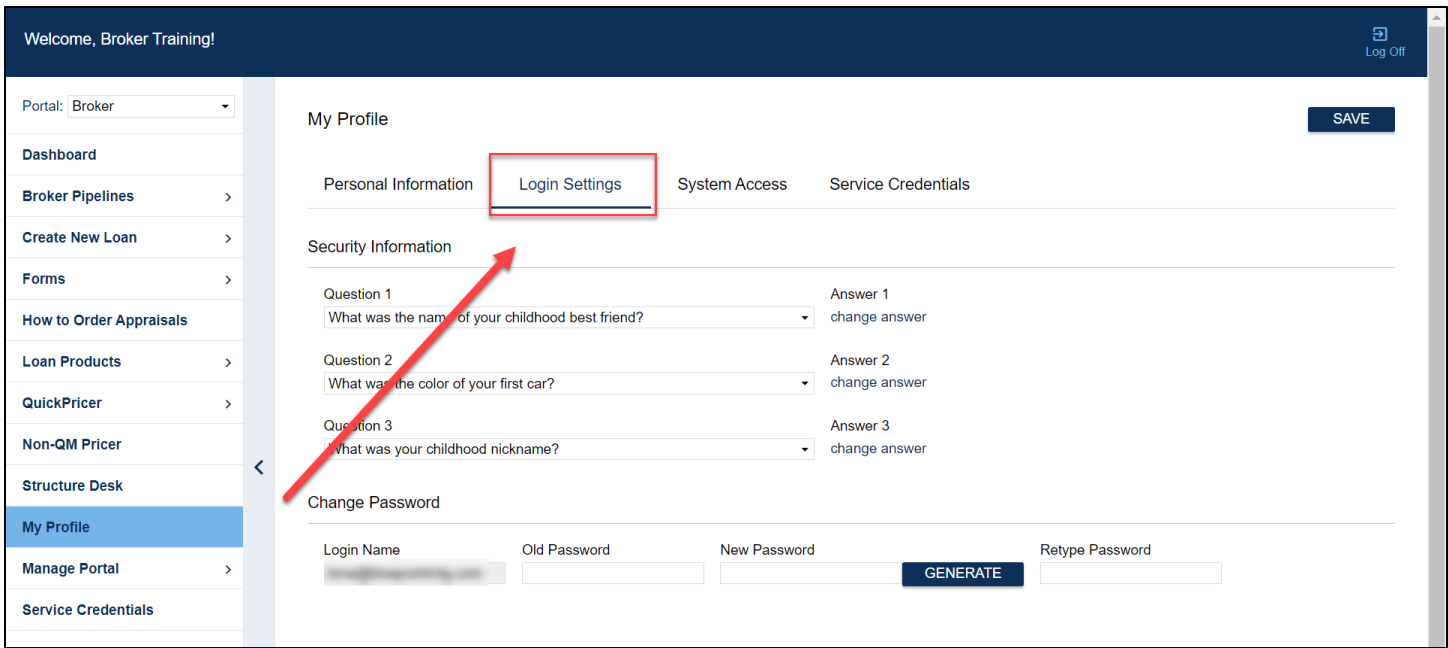 Welcome, Broker Training!
Log Off
Portal: Broker
Dashboard
Broker Pipelines
Create New Loan
Forms
How to Order Appraisals
Loan Products
QuickPricer
Non-QM Pricer
Structure Desk
My Profile
Manage Portal
Service Credentials
My Profile
SAVE
Personal Information Login Settings System Access Service Credentials
Security Information
Question 1 Answer 1
What was the name of your childhood best friend? change answer
Question 2 Answer 2
What was the color of your first car? change answer
Question 3 Answer 3
What was your childhood nickname? change answer
Change Password
Login Name Old Password New Password Retype Password
GENERATE